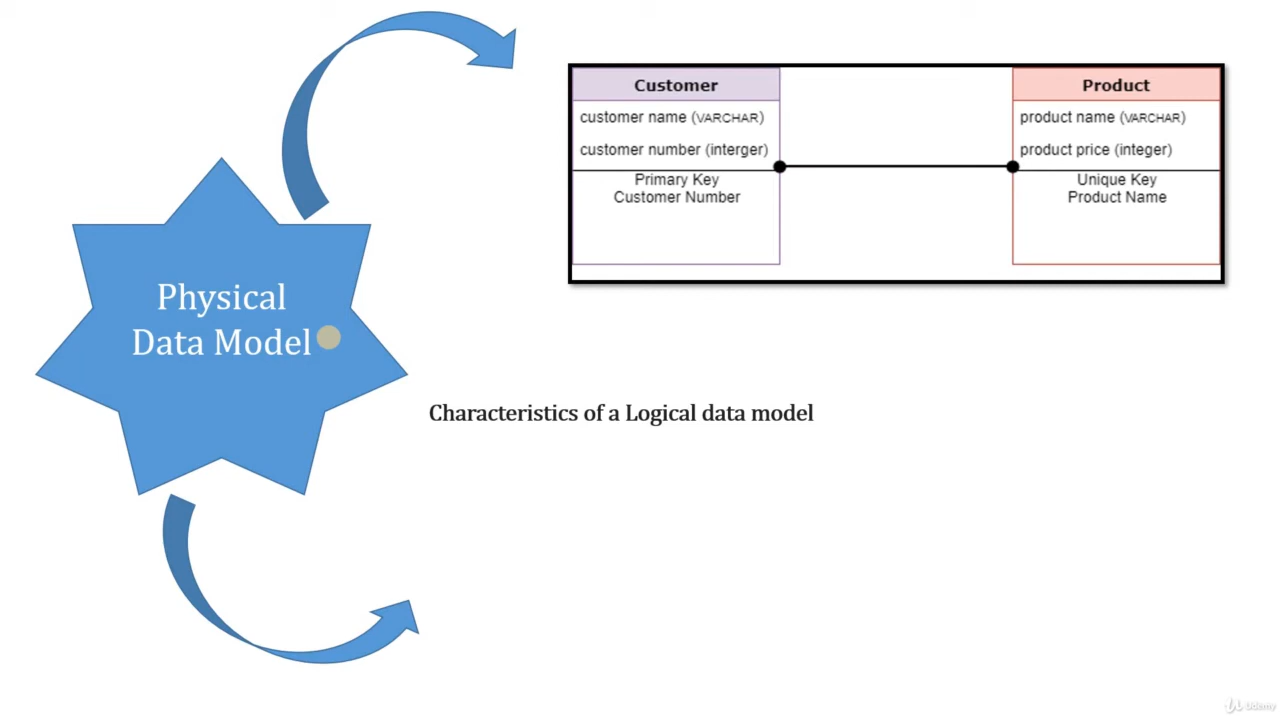 Customer
customer name (VARCHAR)
customer number (interger)
Primary Key
Customer Number
Product
product name (VARCHAR)
product price (integer)
Unique Key
Product Name
Physical
Data Model
Characteristics of a Logical data model
Udemy